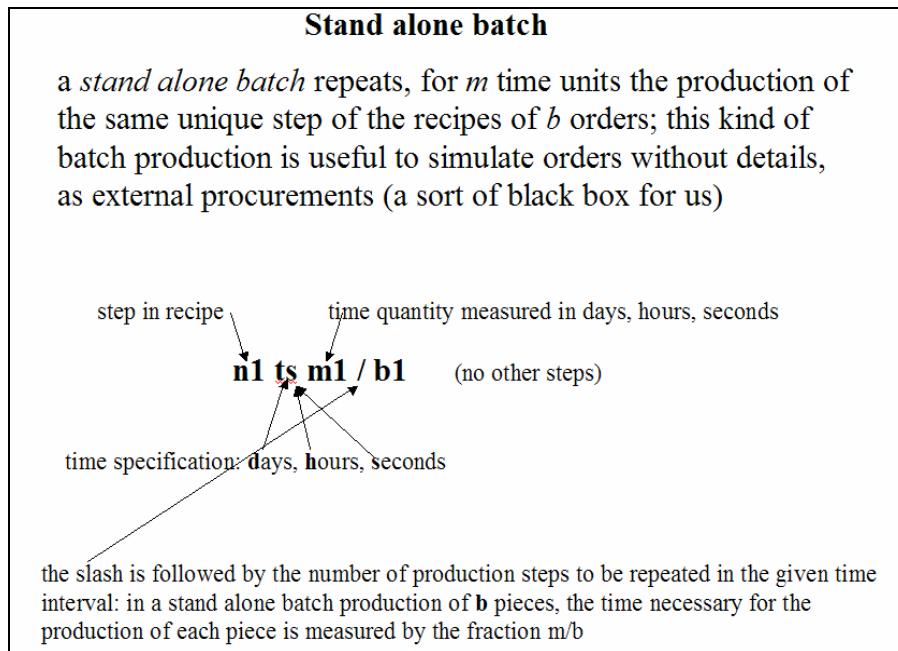 Stand alone batch
a stand alone batch repeats, for m time units the production of
the same unique step of the recipes of b orders; this kind of
batch production is useful to simulate orders without details,
as external procurements (a sort of black box for us)
step in recipe time quantity measured in days, hours, seconds
n1 ts m1 / b1 (no other steps)
time specification: days, hours, seconds
the slash is followed by the number of production steps to be repeated in the given time
interval: in a stand alone batch production of b pieces, the time necessary for the
production of each piece is measured by the fraction m/b